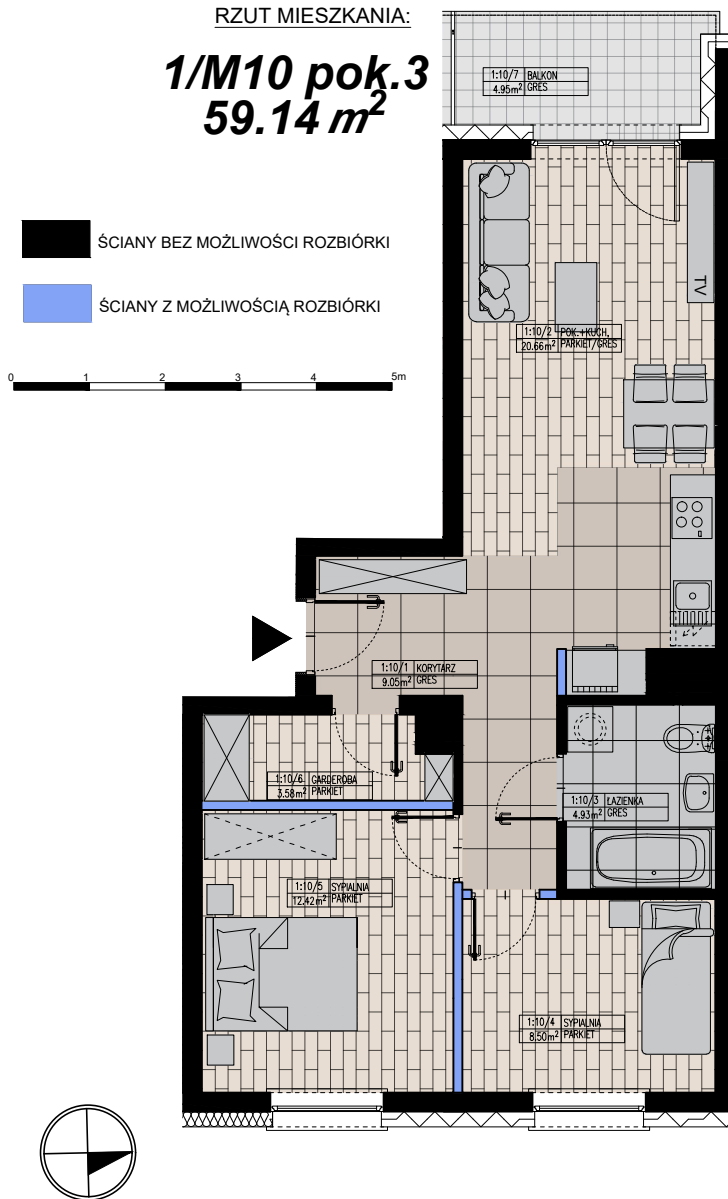 RZUT MIESZKANIA:
1/M10 pok.3
59.14 m²
ŚCIANY BEZ MOŻLIWOŚCI ROZBIÓRKI
ŚCIANY Z MOŻLIWOŚCIĄ ROZBIÓRKI
0 1 2 3 4 5m
1:10/7 BALKON
4.95m² GRES
TV
1:10/2 POK.+KUCH.
20.66m² PARKIET/GRES
1:10/1 KORYTARZ
9.05m² GRES
1:10/6 GARDEROBA
3.58m² PARKIET
1:10/3 ŁAZIENKA
4.93m² GRES
1:10/5 SYPIALNIA
12.42m² PARKIET
1:10/4 SYPIALNIA
8.50m² PARKIET